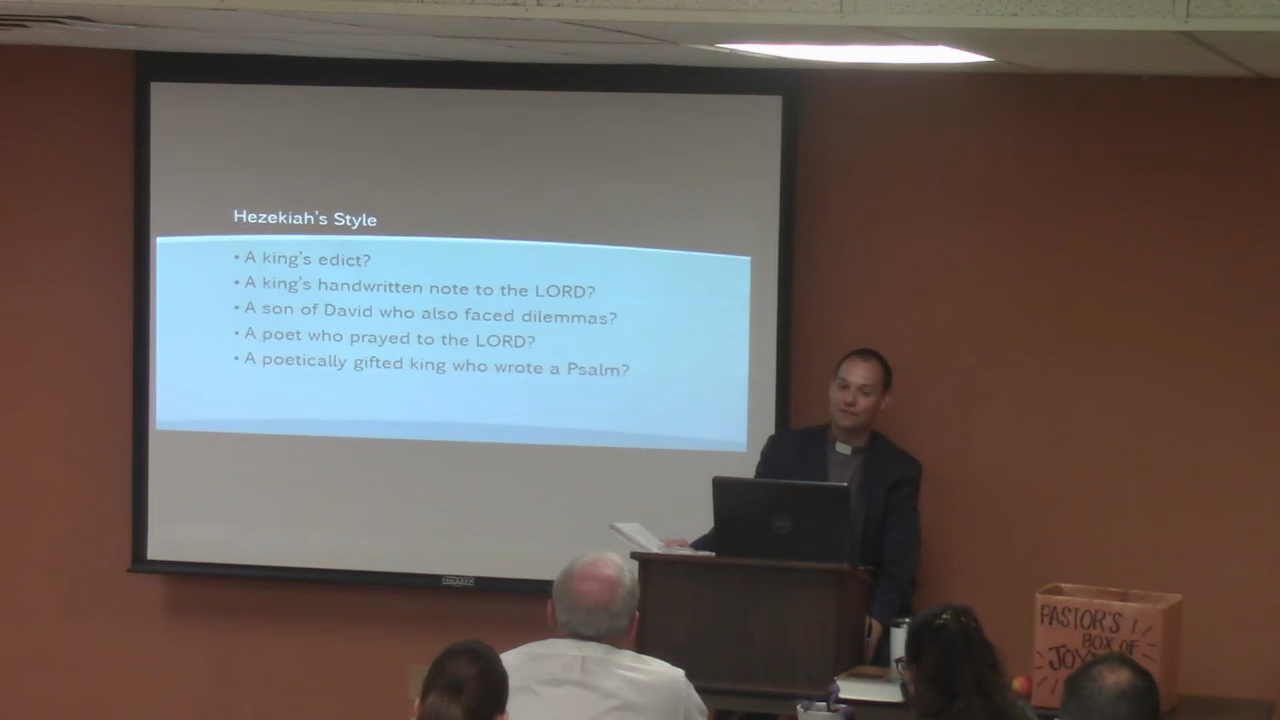 Hezekiah's Style
▪ A king's edict?
▪ A king's handwritten note to the LORD?
▪ A son of David who also faced dilemmas?
▪ A poet who prayed to the LORD?
▪ A poetically gifted king who wrote a Psalm?
PASTOR'S
BOX OF
JOY